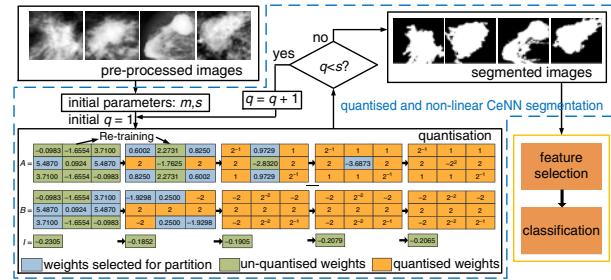 pre-processed images
initial parameters: m,s
initial q = 1
q = q + 1
yes
no
q<s?
segmented images
quantised and non-linear CeNN segmentation
Re-training
quantisation
A =
−0.0983 −1.6554 3.7100
5.4870 0.0924 5.4870
3.7100 −1.6554 −0.0983
0.6002 2.2731 0.8250
2 −1.7625 2
0.8250 2.2731 0.6002
2⁻¹ 0.9729 1
2 −2.8320 2
1 0.9729 2⁻¹
2⁻¹ 1 1
2 −3.6873 2
1 1 2⁻¹
2⁻¹ 1 1
2 −2² 2
1 1 2⁻¹
B =
−0.0983 −1.6554 3.7100
5.4870 0.0924 5.4870
3.7100 −1.6554 −0.0983
−1.9298 0.2500 −2
2 2 2
−2 0.2500 −1.9298
−2 2⁻² −2
2 2 2
−2 2⁻² −2
−2 2⁻² −2
2 2 2
−2 2⁻² −2
−2 2⁻² −2
2 2 2
−2 2⁻² −2
I = −0.2305 −0.1852 −0.1905 −0.2079 −0.2065
weights selected for partition un-quantised weights quantised weights
feature selection
classification